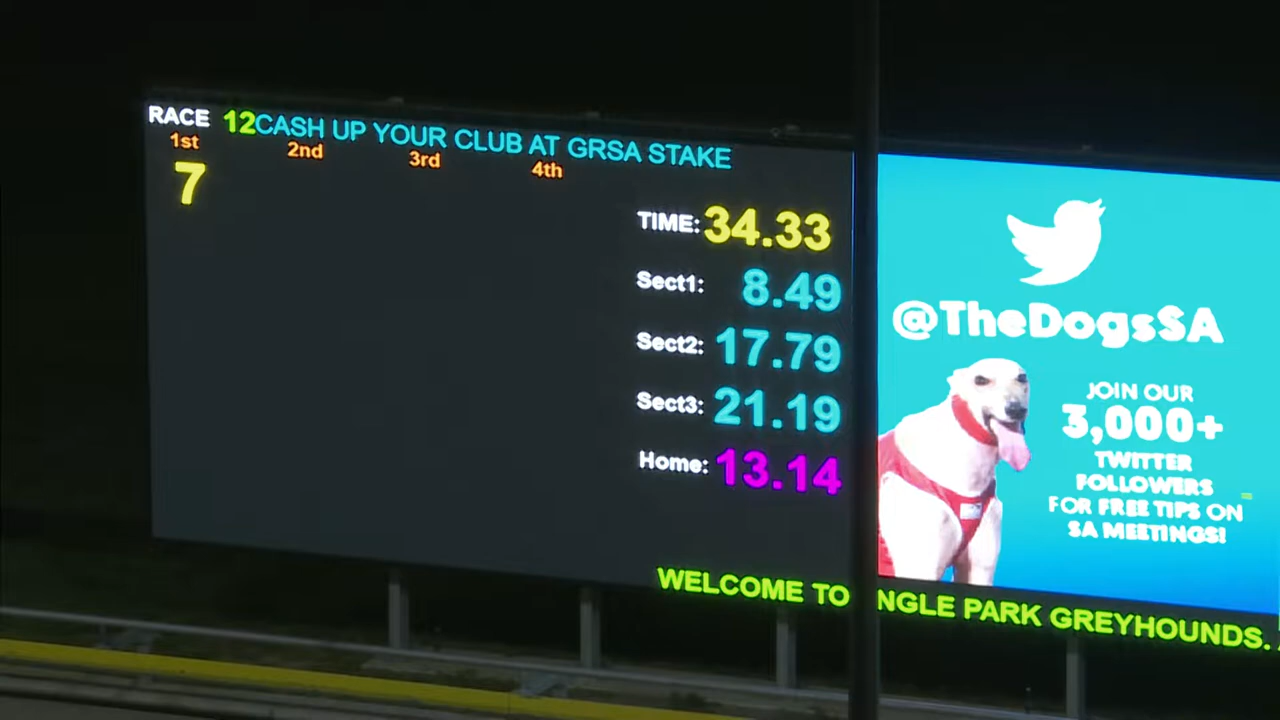 RACE 12CASH UP YOUR CLUB AT GRSA STAKE
1st 2nd 3rd 4th
7
TIME: 34.33
Sect1: 8.49
Sect2: 17.79
Sect3: 21.19
Home: 13.14
@TheDogsSA
JOIN OUR
3,000+
TWITTER
FOLLOWERS
FOR FREE TIPS ON
SA MEETINGS!
WELCOME TO NGLE PARK GREYHOUNDS.